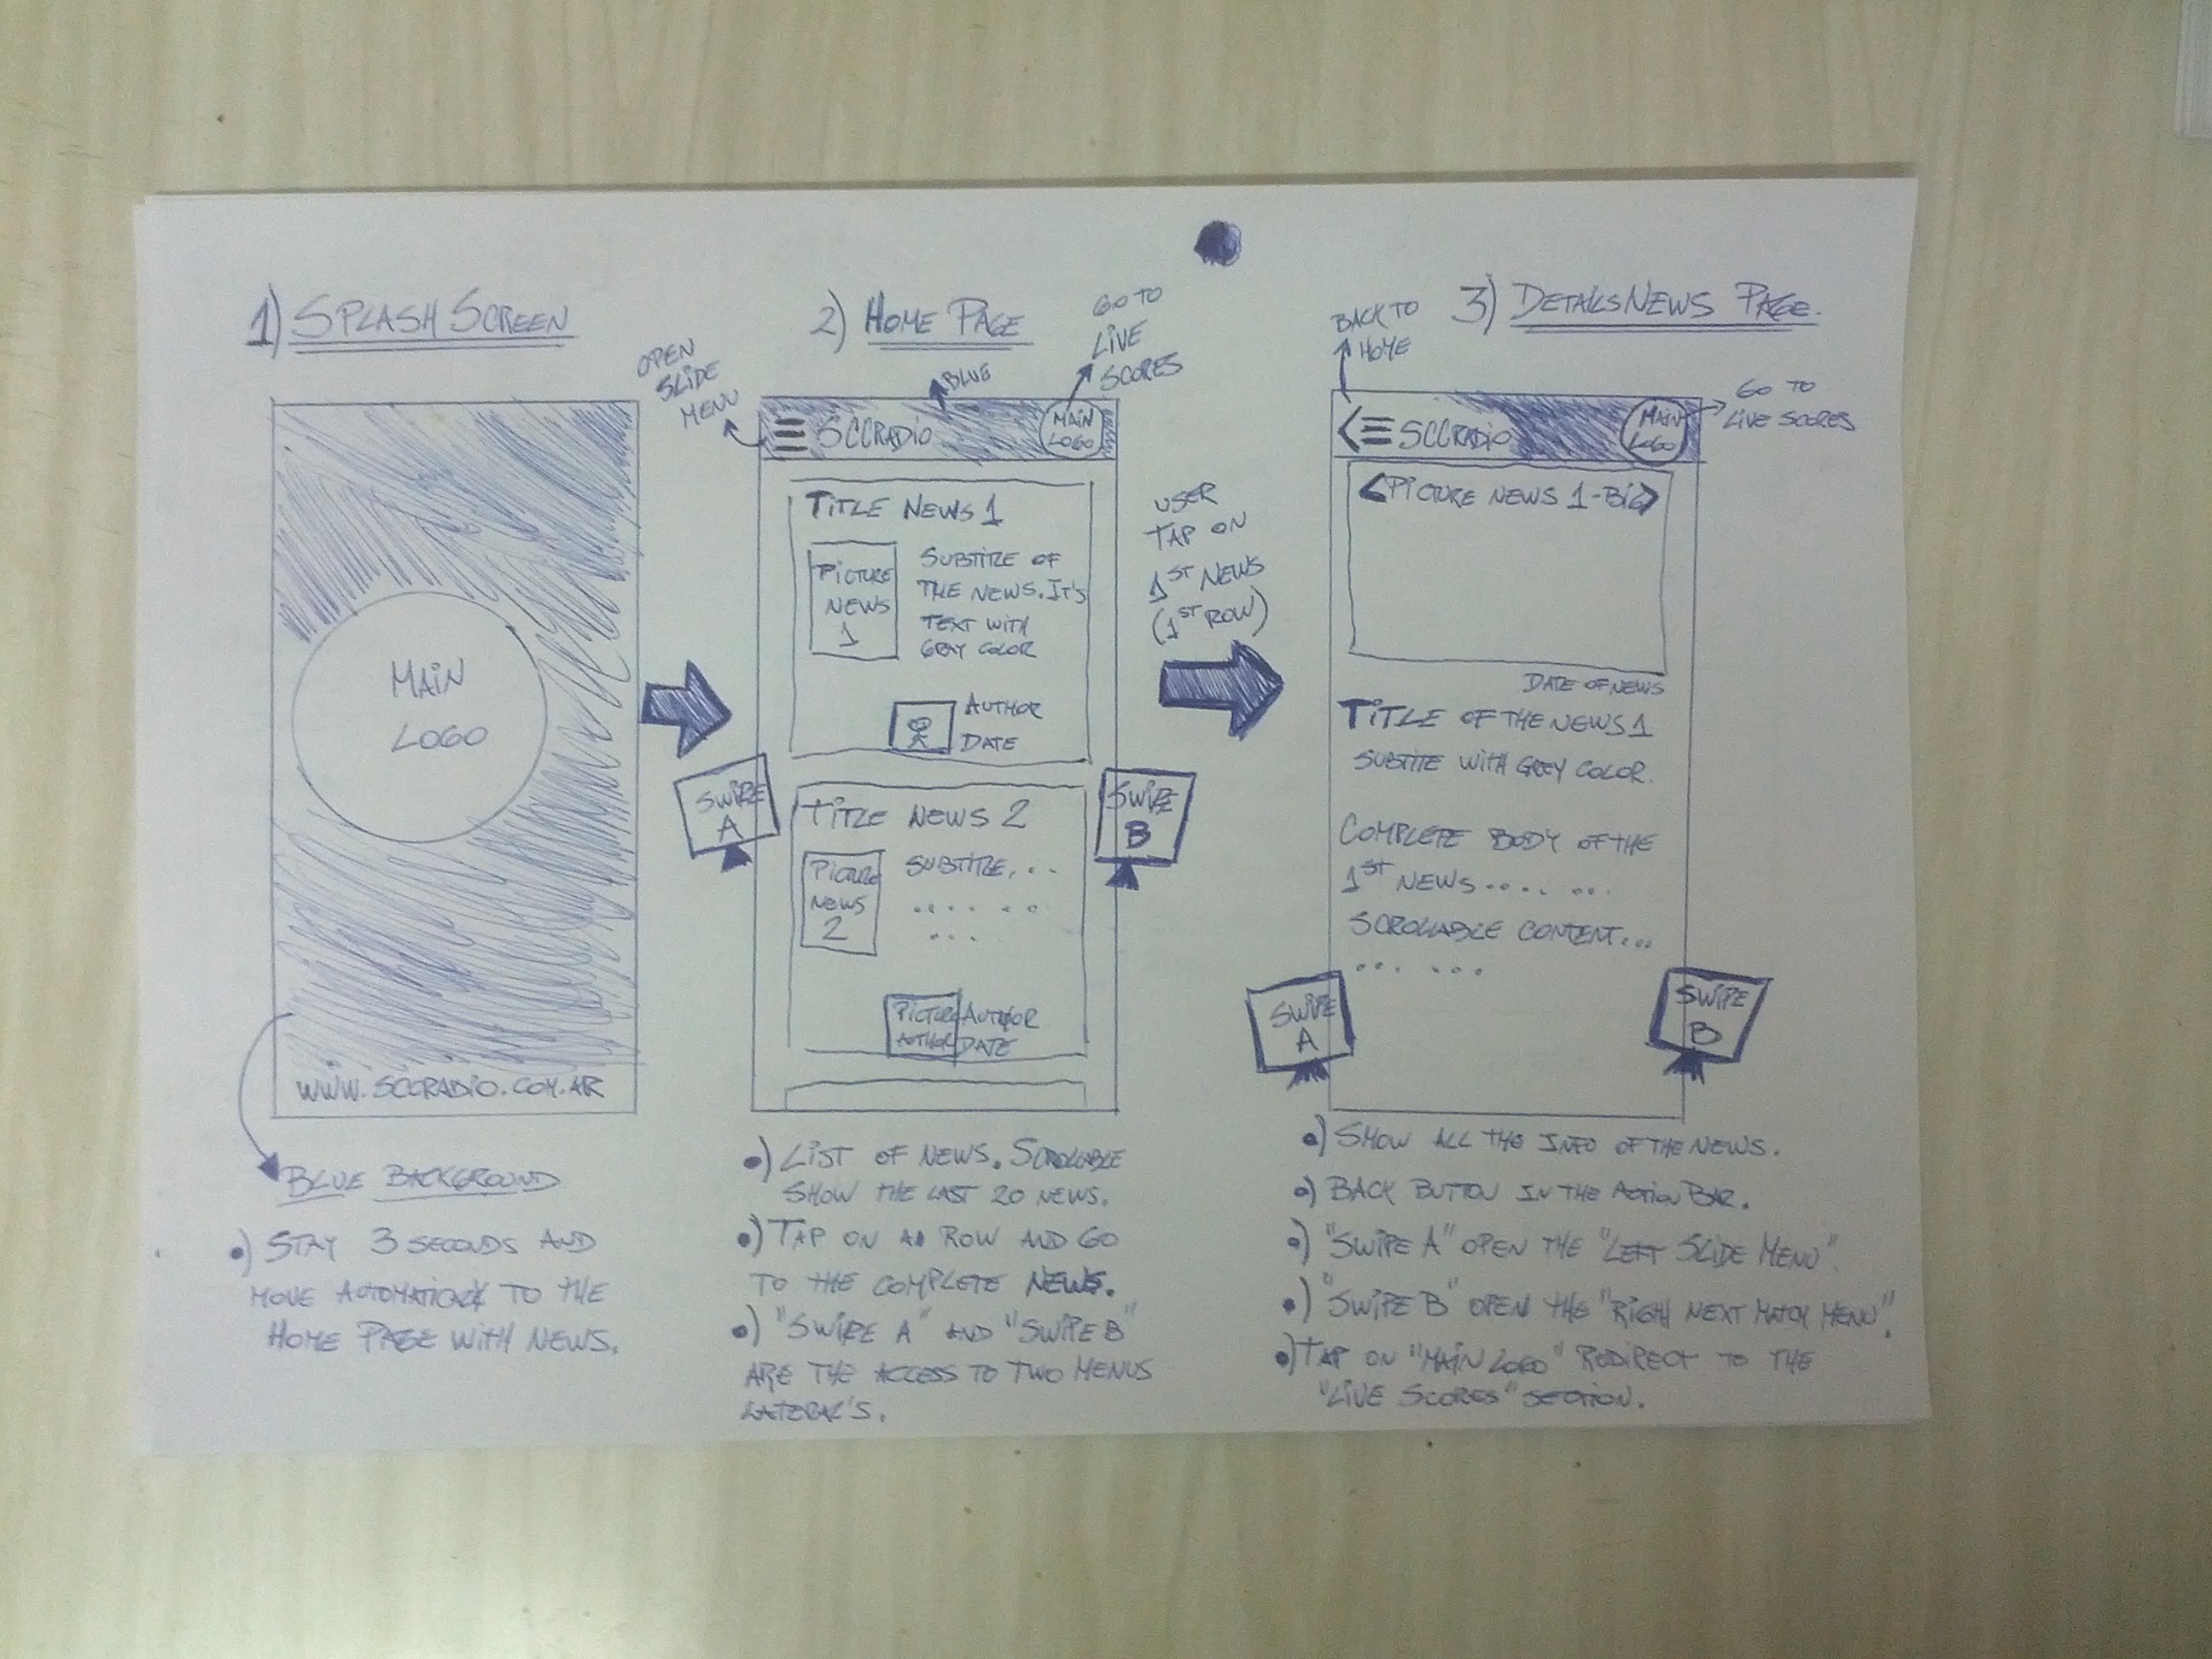 1) SPLASH SCREEN
MAIN
LOGO
WWW.SCCRADIO.COM.AR
BLUE BACKGROUND
•) STAY 3 SECONDS AND
MOVE TO THE
HOME PAGE WITH NEWS.
2) HOME PAGE
OPEN
SLIDE
MENU
BLUE
GO TO
LIVE
SCORES
SCCRADIO
MAIN
LOGO
TITLE NEWS 1
PICTURE
NEWS
1
SUBTITLE OF
THE NEWS. IT'S
TEXT WITH
GREY COLOR
AUTHOR
DATE
SWIPE
A
SWIPE
B
TITLE NEWS 2
PICTURE
NEWS
2
SUBTITLE. . .
.... ..
...
PICTURE
AUTHOR
AUTHOR
DATE
•) LIST OF NEWS. SCROLLABLE
SHOW THE LAST 20 NEWS.
•) TAP ON A ROW AND GO
TO THE COMPLETE NEWS.
•) "SWIPE A" AND "SWIPE B"
ARE THE ACCESS TO TWO MENUS
LATERAL'S.
USER
TAP ON
1ST NEWS
(1ST ROW)
3) DETAILS NEWS PAGE.
BACK TO
HOME
GO TO
LIVE SCORES
< SCCRADIO
MAIN
LOGO
<PICTURE NEWS 1-BIG>
DATE OF NEWS
TITLE OF THE NEWS 1
SUBTITLE WITH GREY COLOR.
COMPLETE BODY OF THE
1ST NEWS .... ...
SCROLLABLE CONTENT...
... ...
SWIPE
A
SWIPE
B
•) SHOW ALL THE INFO OF THE NEWS.
•) BACK BUTTON IN THE ACTION BAR.
•) "SWIPE A" OPEN THE "LEFT SLIDE MENU".
•) "SWIPE B" OPEN THE "RIGHT NEXT MATCH MENU".
•) TAP ON "MAIN LOGO" REDIRECT TO THE
"LIVE SCORES" SECTION.